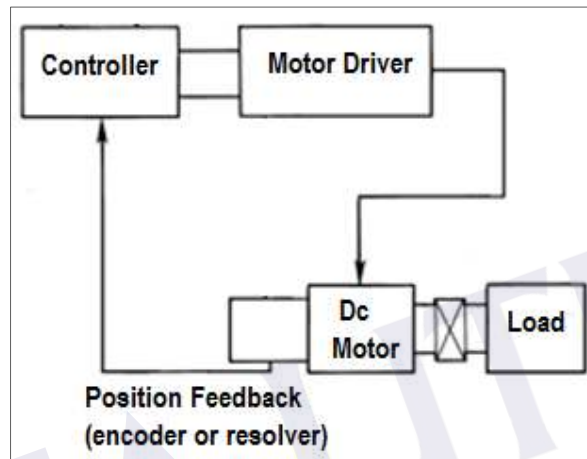 Controller
Motor Driver
Dc
Motor
Load
Position Feedback
(encoder or resolver)